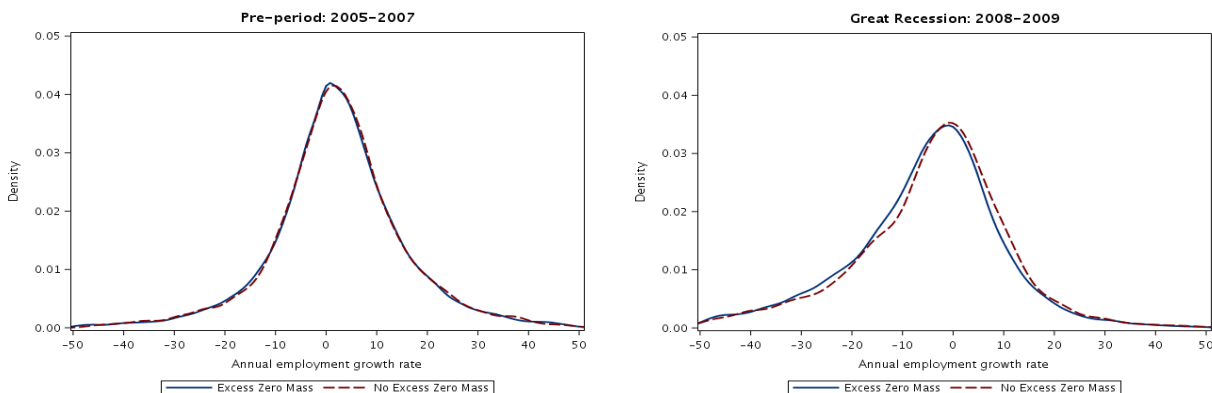 Pre-period: 2005–2007
0.05
0.04
0.03
0.02
0.01
0.00
Density
−50 −40 −30 −20 −10 0 10 20 30 40 50
Annual employment growth rate
Excess Zero Mass No Excess Zero Mass
Great Recession: 2008–2009
0.05
0.04
0.03
0.02
0.01
0.00
Density
−50 −40 −30 −20 −10 0 10 20 30 40 50
Annual employment growth rate
Excess Zero Mass No Excess Zero Mass